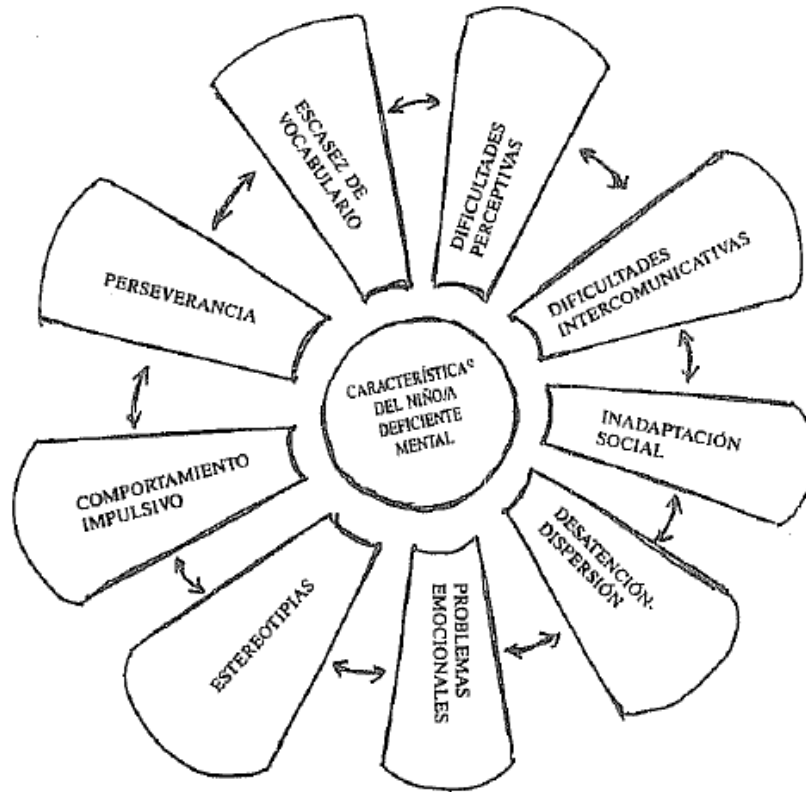 ESCASEZ DE
VOCABULARIO
DIFICULTADES
PERCEPTIVAS
DIFICULTADES
INTERCOMUNICATIVAS
INADAPTACIÓN
SOCIAL
DESATENCIÓN-
DISPERSIÓN
PROBLEMAS
EMOCIONALES
ESTEREOTIPIAS
COMPORTAMIENTO
IMPULSIVO
PERSEVERANCIA
CARACTERÍSTICAS
DEL NIÑO/A
DEFICIENTE
MENTAL